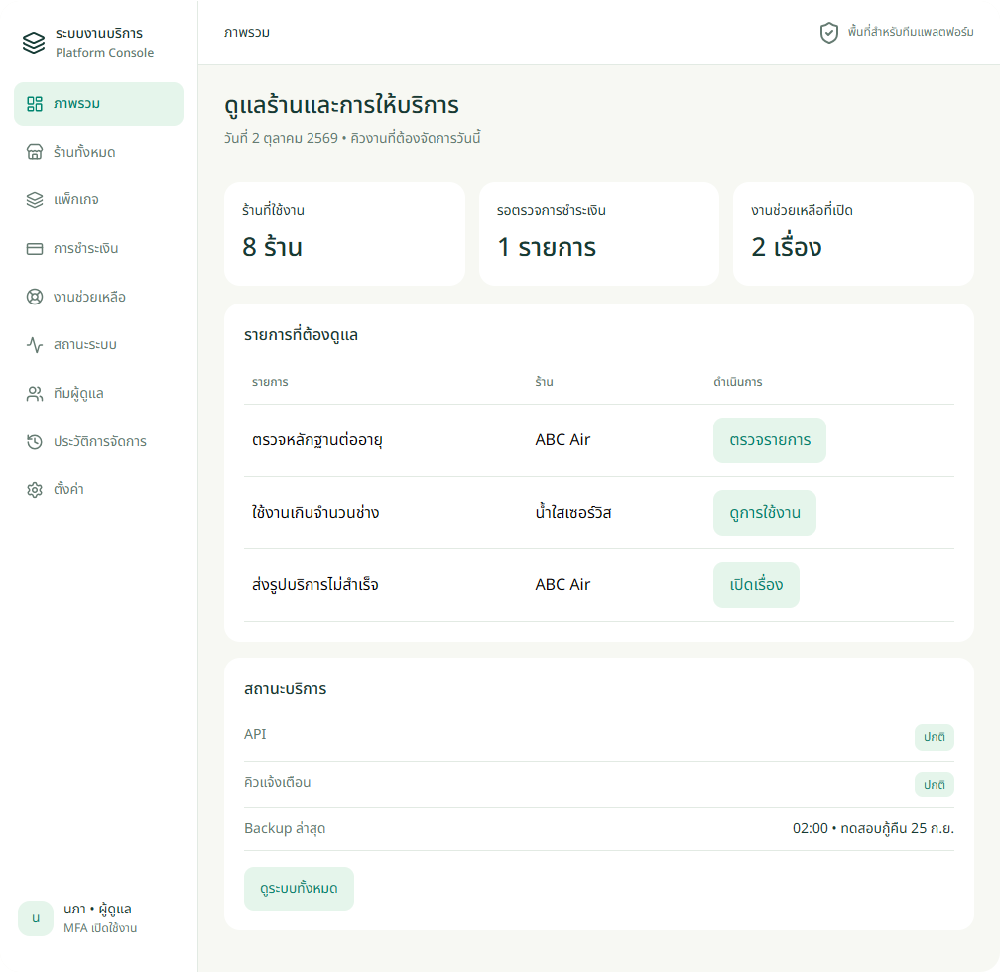 ระบบงานบริการ
Platform Console
ภาพรวม
ร้านทั้งหมด
แพ็กเกจ
การชำระเงิน
งานช่วยเหลือ
สถานะระบบ
ทีมผู้ดูแล
ประวัติการจัดการ
ตั้งค่า
น
นภา • ผู้ดูแล
MFA เปิดใช้งาน
ภาพรวม
พื้นที่สำหรับทีมแพลตฟอร์ม
ดูแลร้านและการให้บริการ
วันที่ 2 ตุลาคม 2569 • คิวงานที่ต้องจัดการวันนี้
ร้านที่ใช้งาน
8 ร้าน
รอตรวจการชำระเงิน
1 รายการ
งานช่วยเหลือที่เปิด
2 เรื่อง
รายการที่ต้องดูแล
รายการ ร้าน ดำเนินการ
ตรวจหลักฐานต่ออายุ ABC Air ตรวจรายการ
ใช้งานเกินจำนวนช่าง น้ำใสเซอร์วิส ดูการใช้งาน
ส่งรูปบริการไม่สำเร็จ ABC Air เปิดเรื่อง
สถานะบริการ
API ปกติ
คิวแจ้งเตือน ปกติ
Backup ล่าสุด 02:00 • ทดสอบกู้คืน 25 ก.ย.
ดูระบบทั้งหมด